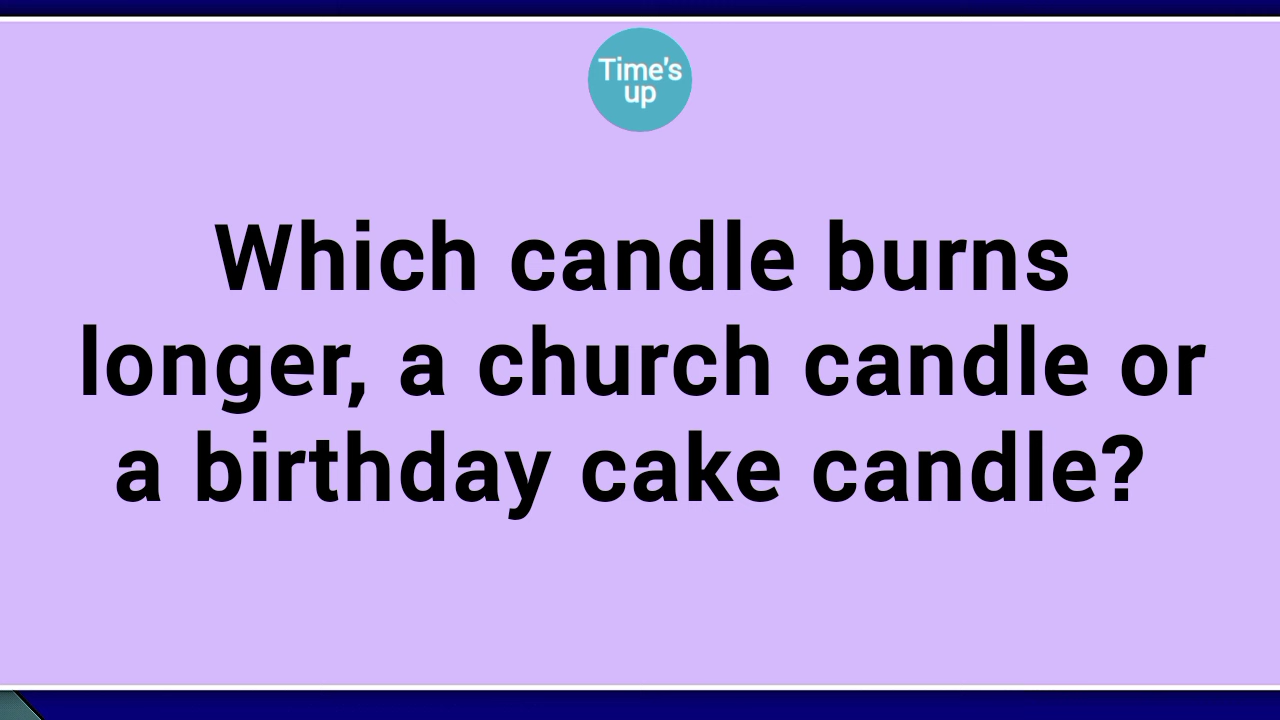 Time's
up
Which candle burns
longer, a church candle or
a birthday cake candle?